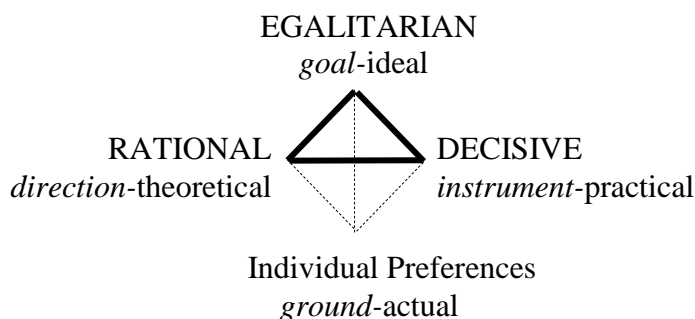 EGALITARIAN
goal-ideal
RATIONAL
DECISIVE
direction-theoretical
instrument-practical
Individual Preferences
ground-actual